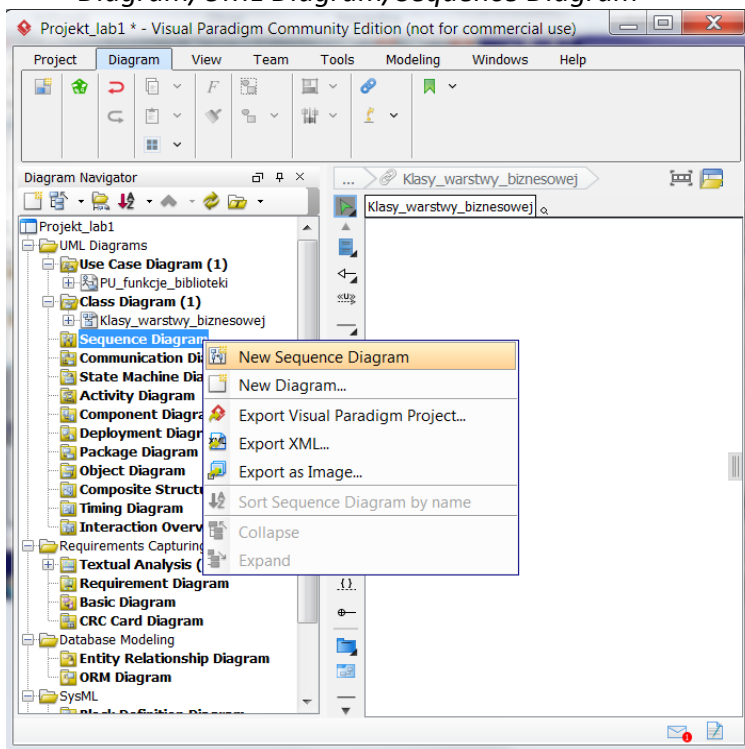 Diagram/UML Diagram/Sequence Diagram
Projekt_lab1 * - Visual Paradigm Community Edition (not for commercial use)
Project Diagram View Team Tools Modeling Windows Help
Diagram Navigator
... Klasy_warstwy_biznesowej
Klasy_warstwy_biznesowej
Projekt_lab1
UML Diagrams
Use Case Diagram (1)
PU_funkcje_biblioteki
Class Diagram (1)
Klasy_warstwy_biznesowej
Sequence Diagram
Communication Di
State Machine Dia
Activity Diagram
Component Diagra
Deployment Diagr
Package Diagram
Object Diagram
Composite Struct
Timing Diagram
Interaction Overv
Requirements Capturing
Textual Analysis (
Requirement Diagram
Basic Diagram
CRC Card Diagram
Database Modeling
Entity Relationship Diagram
ORM Diagram
SysML
Block Definition Diagram
New Sequence Diagram
New Diagram...
Export Visual Paradigm Project...
Export XML...
Export as Image...
Sort Sequence Diagram by name
Collapse
Expand
«U»
{}